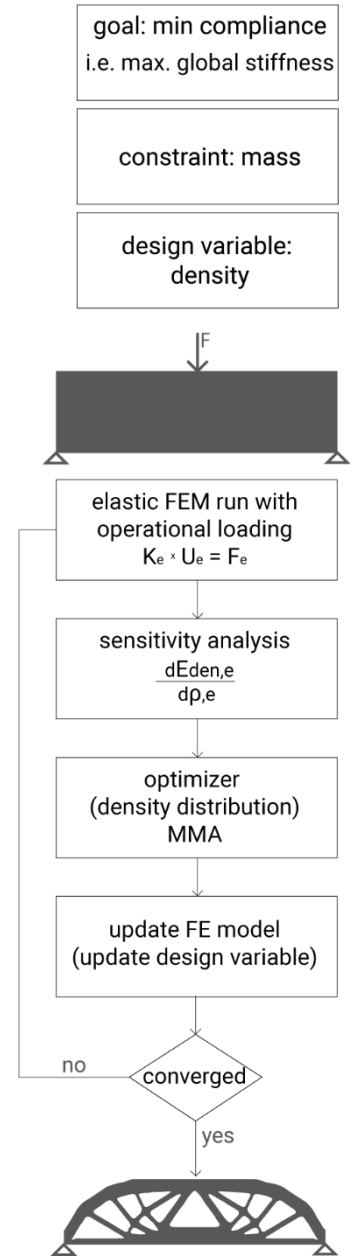 goal: min compliance
i.e. max. global stiffness
constraint: mass
design variable:
density
F
elastic FEM run with
operational loading
Ke x Ue = Fe
sensitivity analysis
dEden,e
dρ,e
optimizer
(density distribution)
MMA
update FE model
(update design variable)
converged
no
yes